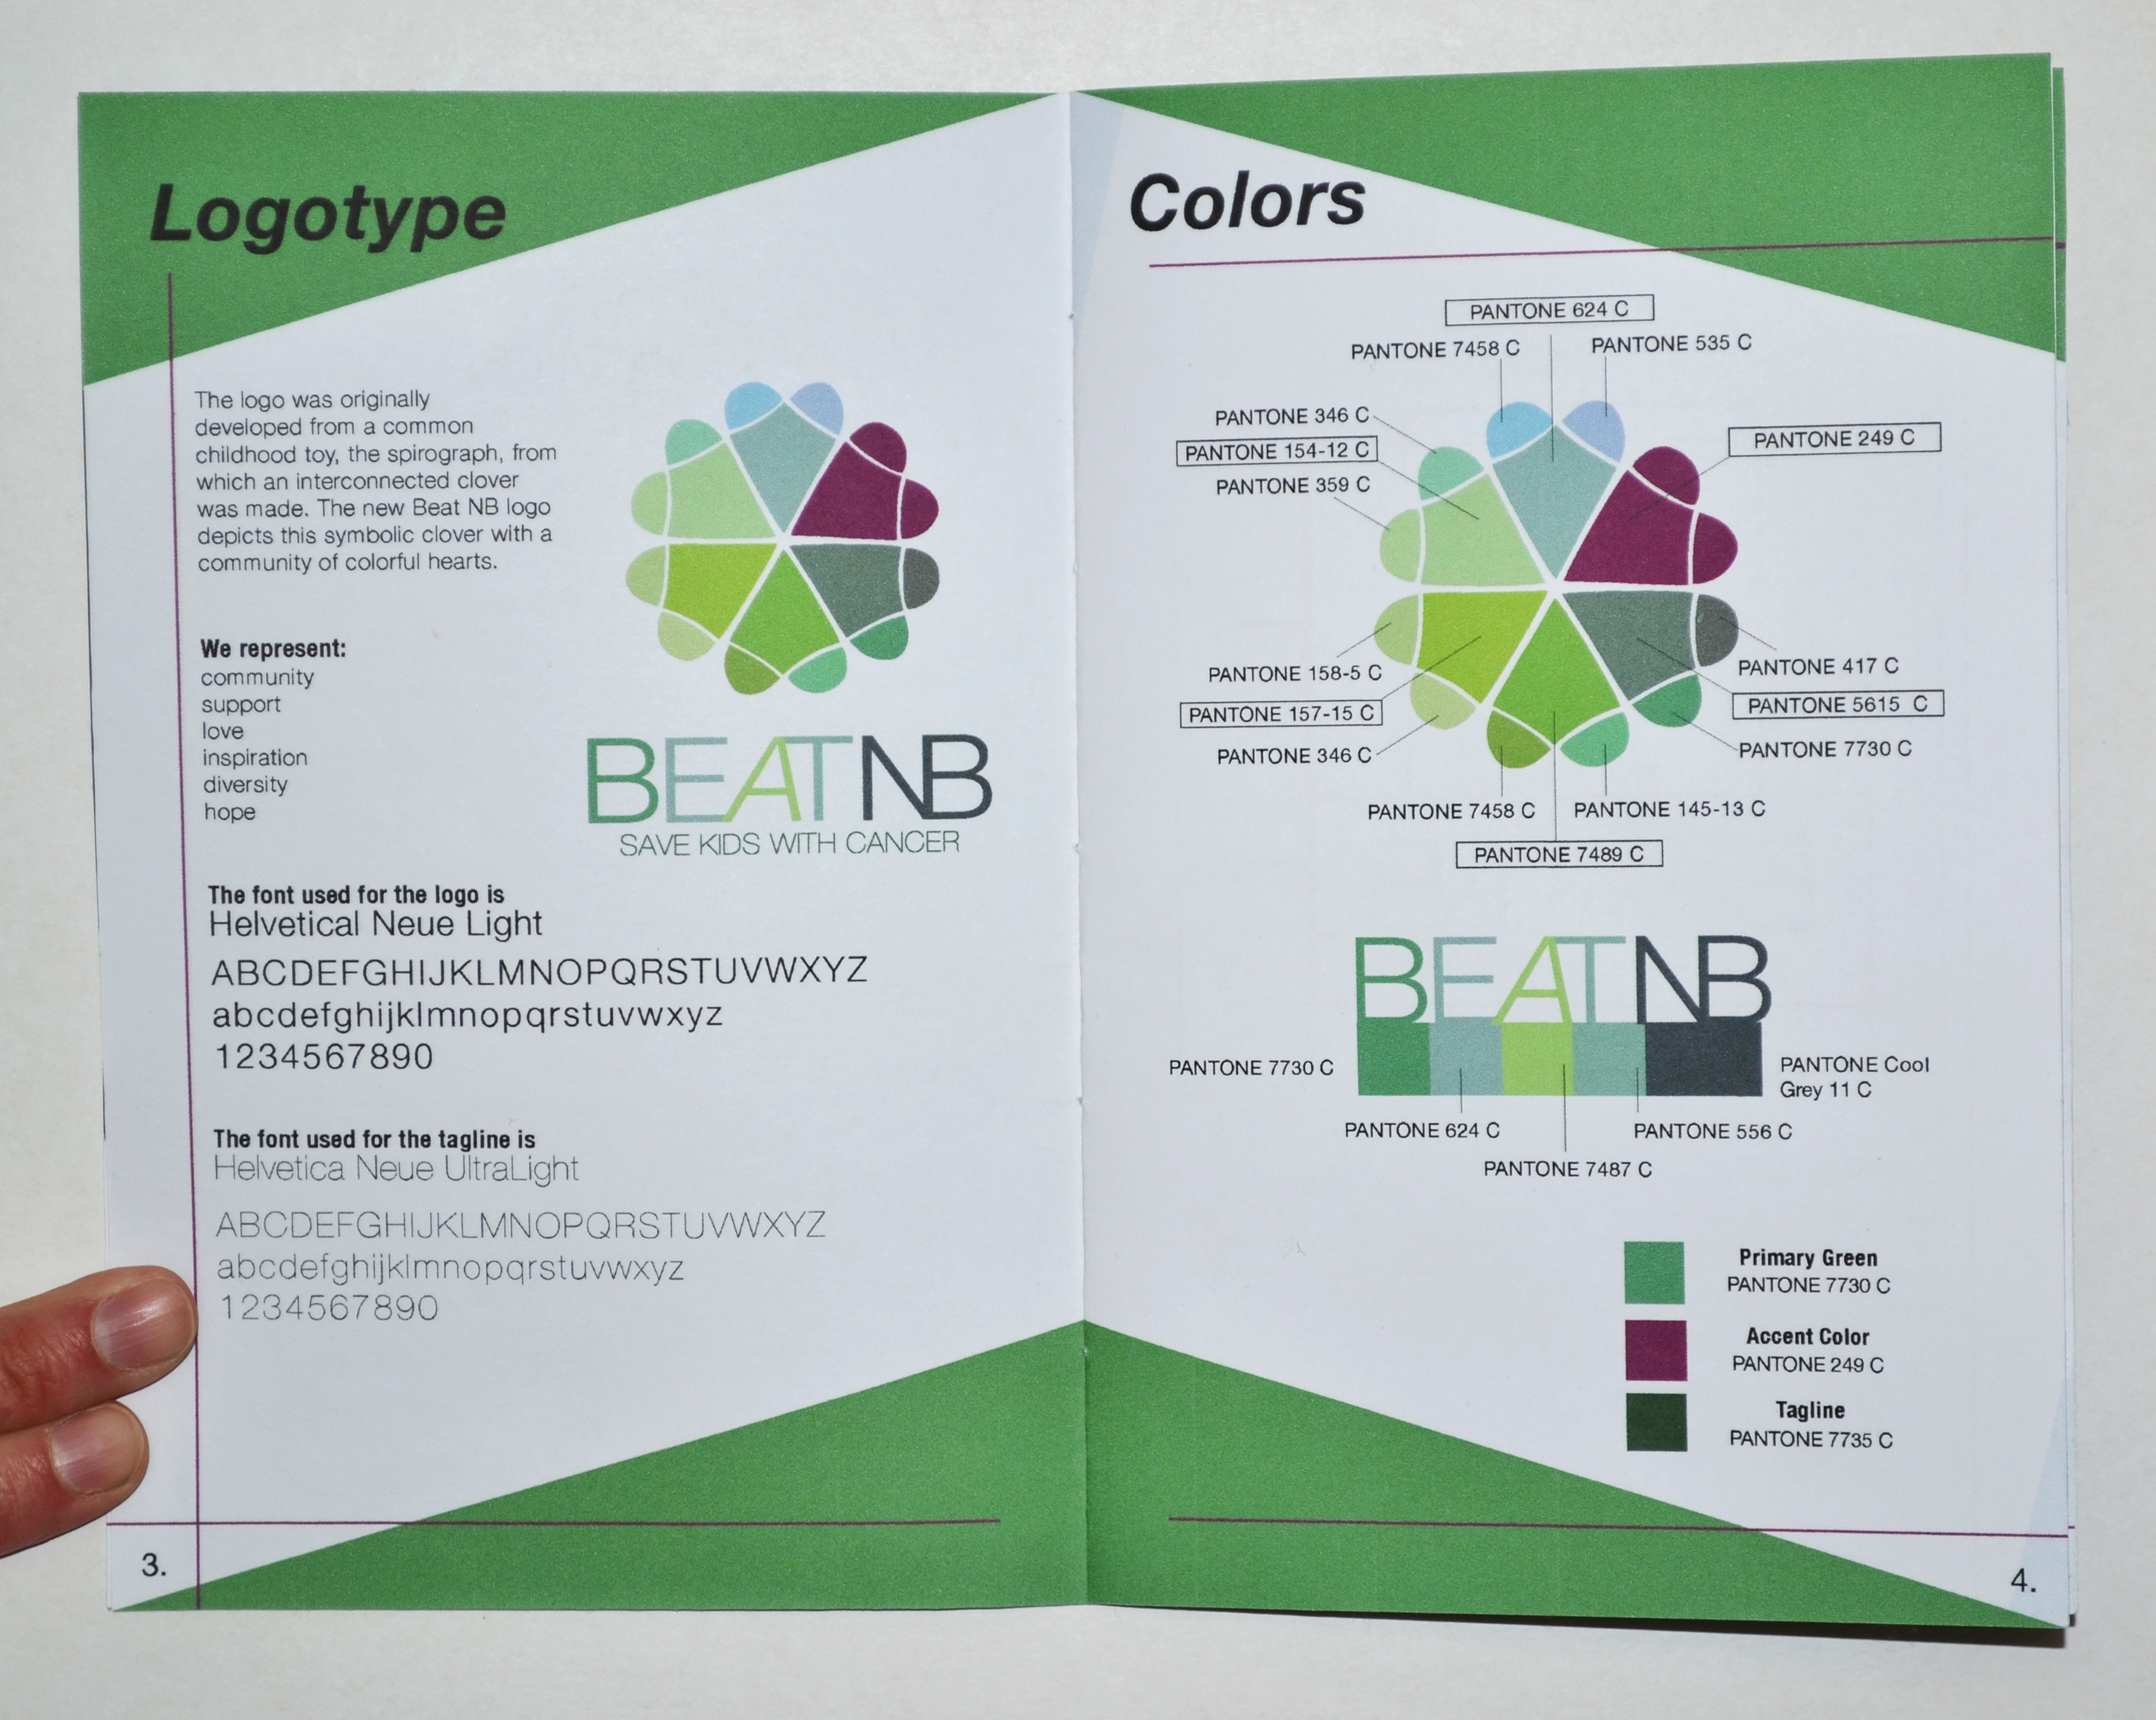 Logotype
The logo was originally
developed from a common
childhood toy, the spirograph, from
which an interconnected clover
was made. The new Beat NB logo
depicts this symbolic clover with a
community of colorful hearts.
We represent:
community
support
love
inspiration
diversity
hope
BEATNB
SAVE KIDS WITH CANCER
The font used for the logo is
Helvetical Neue Light
ABCDEFGHIJKLMNOPQRSTUVWXYZ
abcdefghijklmnopqrstuvwxyz
1234567890
The font used for the tagline is
Helvetica Neue UltraLight
ABCDEFGHIJKLMNOPQRSTUVWXYZ
abcdefghijklmnopqrstuvwxyz
1234567890
3.
Colors
PANTONE 624 C
PANTONE 7458 C
PANTONE 535 C
PANTONE 346 C
PANTONE 249 C
PANTONE 154-12 C
PANTONE 359 C
PANTONE 158-5 C
PANTONE 417 C
PANTONE 157-15 C
PANTONE 5615 C
PANTONE 346 C
PANTONE 7730 C
PANTONE 7458 C
PANTONE 145-13 C
PANTONE 7489 C
BEATNB
PANTONE 7730 C
PANTONE Cool
Grey 11 C
PANTONE 624 C
PANTONE 556 C
PANTONE 7487 C
Primary Green
PANTONE 7730 C
Accent Color
PANTONE 249 C
Tagline
PANTONE 7735 C
4.